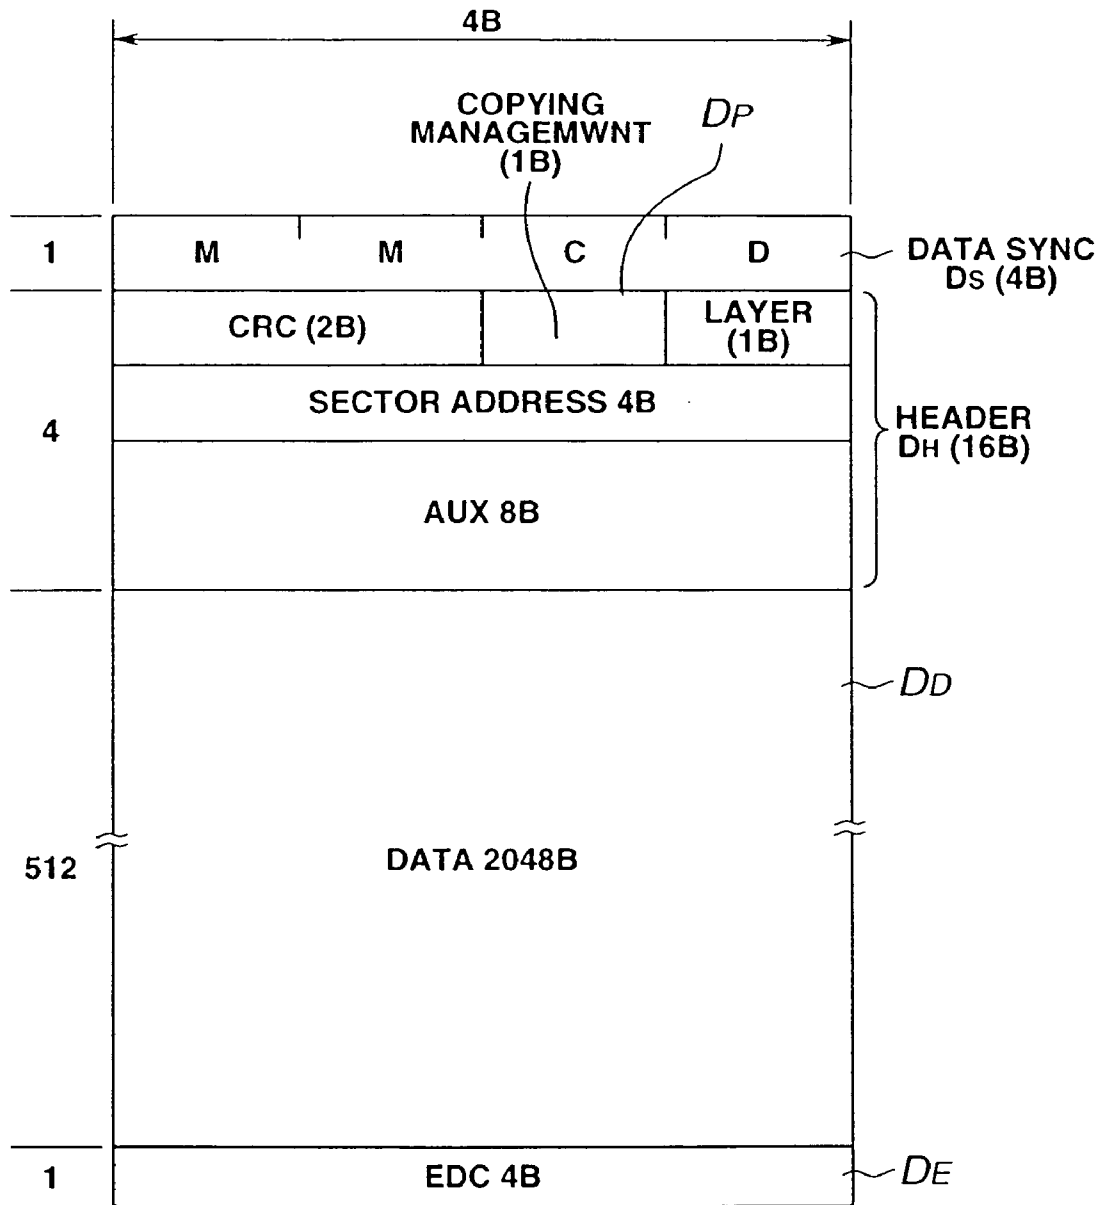 4B
COPYING
MANAGEMWNT
(1B)
DP
1
M M C D
DATA SYNC
DS (4B)
CRC (2B)
LAYER
(1B)
4
SECTOR ADDRESS 4B
HEADER
DH (16B)
AUX 8B
DD
512
DATA 2048B
1
EDC 4B
DE